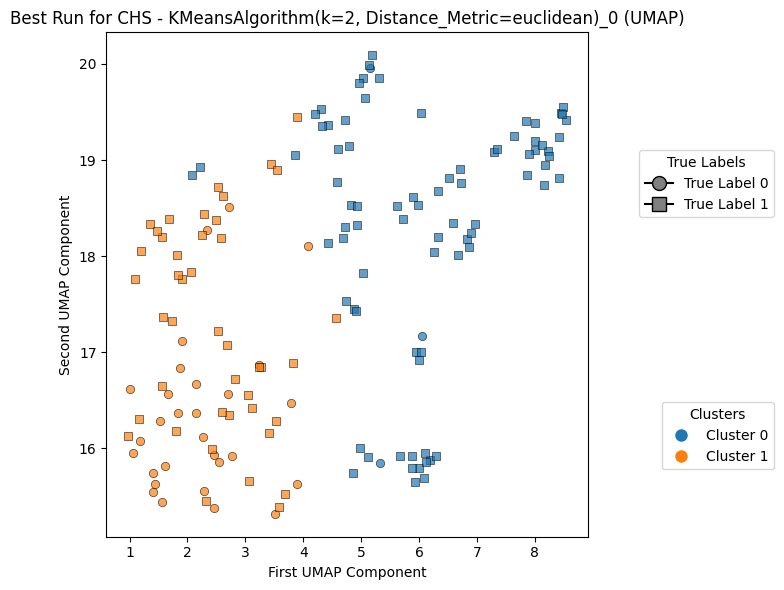 Best Run for CHS - KMeansAlgorithm(k=2, Distance_Metric=euclidean)_0 (UMAP)
20
19
18
17
16
Second UMAP Component
1 2 3 4 5 6 7 8
First UMAP Component
True Labels
True Label 0
True Label 1
Clusters
Cluster 0
Cluster 1